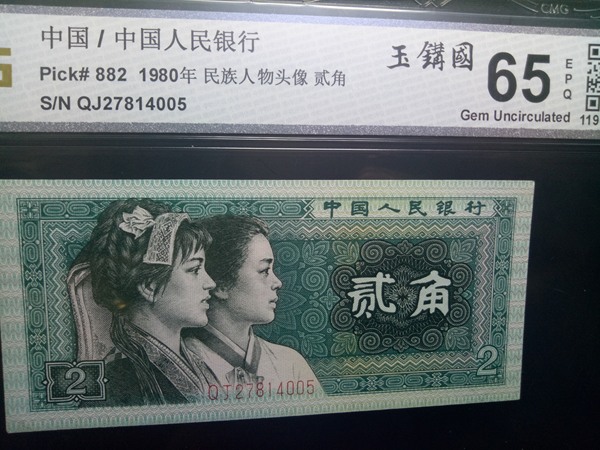 CMG
中国 / 中国人民银行
Pick# 882 1980年 民族人物头像 贰角
S/N QJ27814005
玉鑄國
65
EPQ
Gem Uncirculated
119
中国人民银行
贰角
2
2
QJ27814005